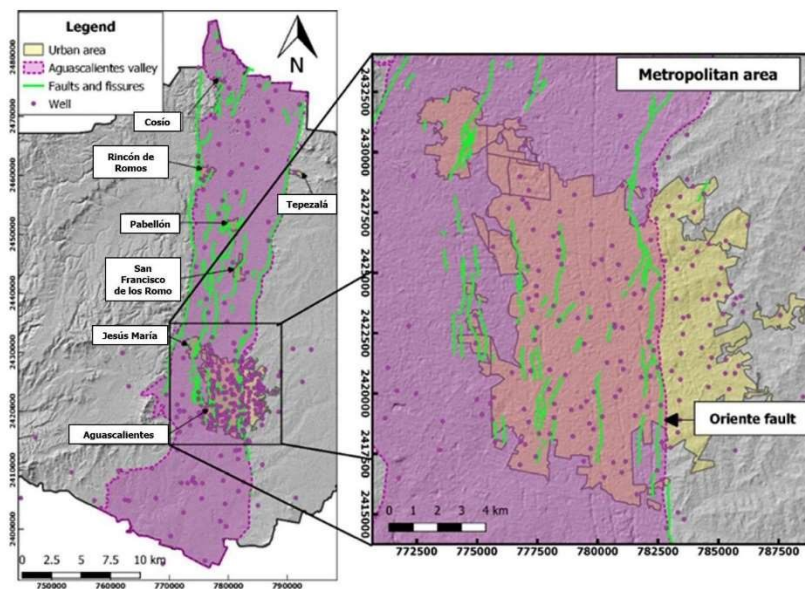 Legend
Urban area
Aguascalientes valley
Faults and fissures
Well
N
Cosío
Rincón de
Romos
Tepezalá
Pabellón
San
Francisco
de los Romo
Jesús María
Aguascalientes
2480000
2470000
2460000
2450000
2440000
2430000
2420000
2410000
2400000
0 2.5 5 7.5 10 km
750000 760000 770000 780000 790000
Metropolitan area
Oriente fault
2432500
2430000
2427500
2425000
2422500
2420000
2417500
2415000
0 1 2 3 4 km
772500 775000 777500 780000 782500 785000 787500